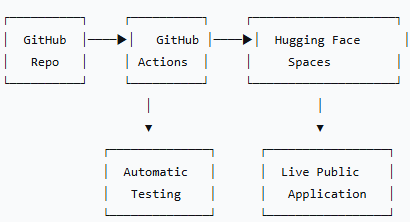 GitHub GitHub Hugging Face
Repo Actions Spaces
Automatic Live Public
Testing Application